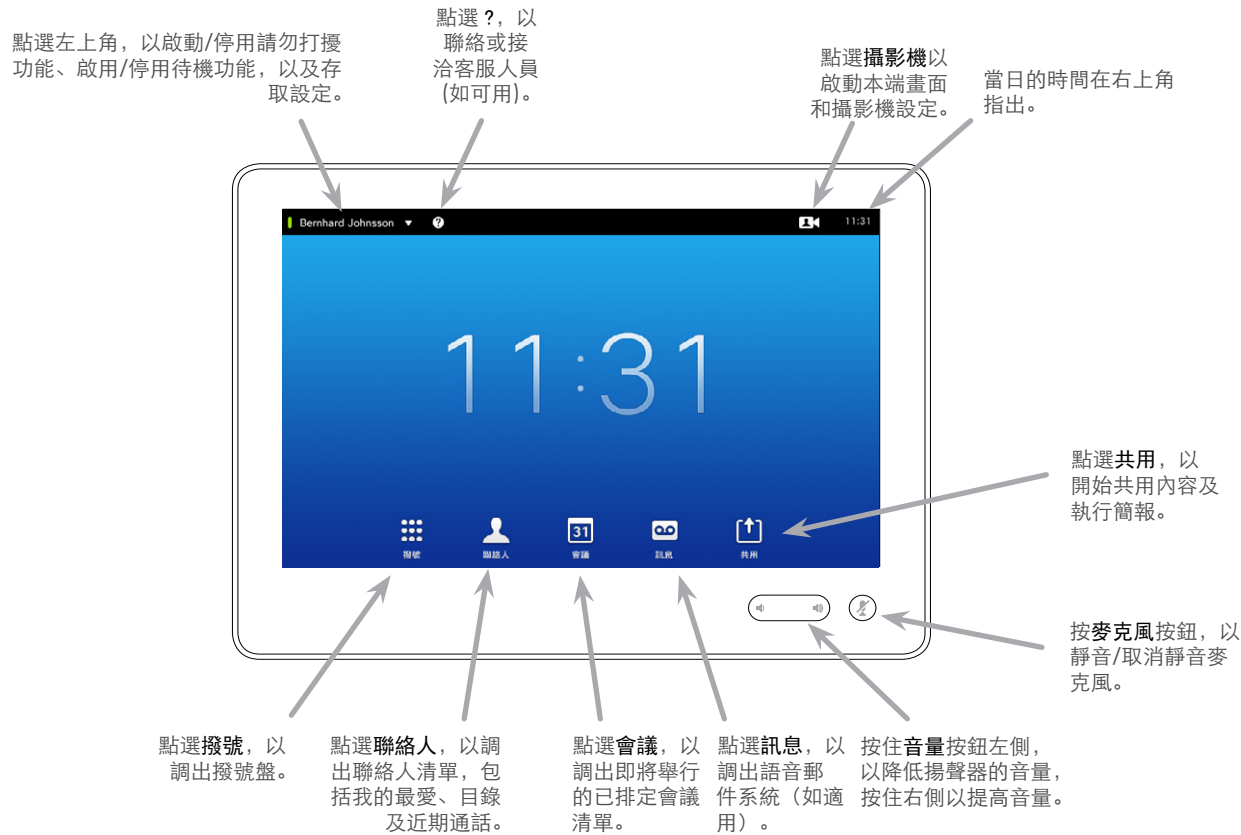 點選左上角，以啟動/停用請勿打擾
功能、啟用/停用待機功能，以及存
取設定。
點選 ?，以
聯絡或接
洽客服人員
(如可用)。
點選攝影機以
啟動本端畫面
和攝影機設定。
當日的時間在右上角
指出。
Bernhard Johnsson
?
11:31
11:31
點選共用，以
開始共用內容及
執行簡報。
31
撥號
聯絡人
會議
訊息
共用
按麥克風按鈕，以
靜音/取消靜音麥
克風。
點選撥號，以
調出撥號盤。
點選聯絡人，以調
出聯絡人清單，包
括我的最愛、目錄
及近期通話。
點選會議，以
調出即將舉行
的已排定會議
清單。
點選訊息，以
調出語音郵
件系統（如適
用）。
按住音量按鈕左側，
以降低揚聲器的音量，
按住右側以提高音量。